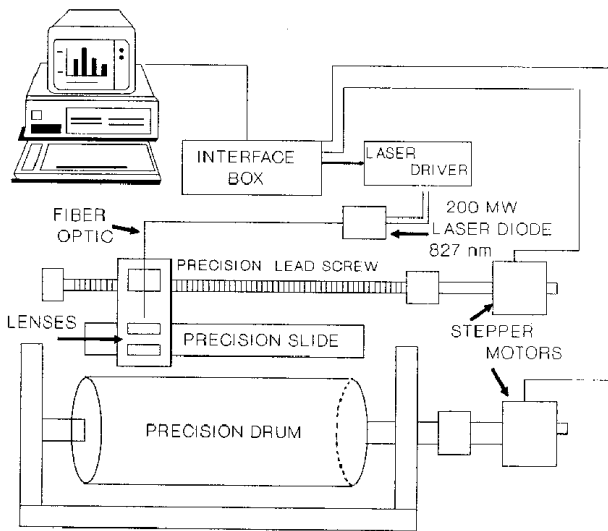 INTERFACE
BOX
LASER
DRIVER
FIBER
OPTIC
200 MW
LASER DIODE
827 nm
PRECISION LEAD SCREW
LENSES
PRECISION SLIDE
STEPPER
MOTORS
PRECISION DRUM